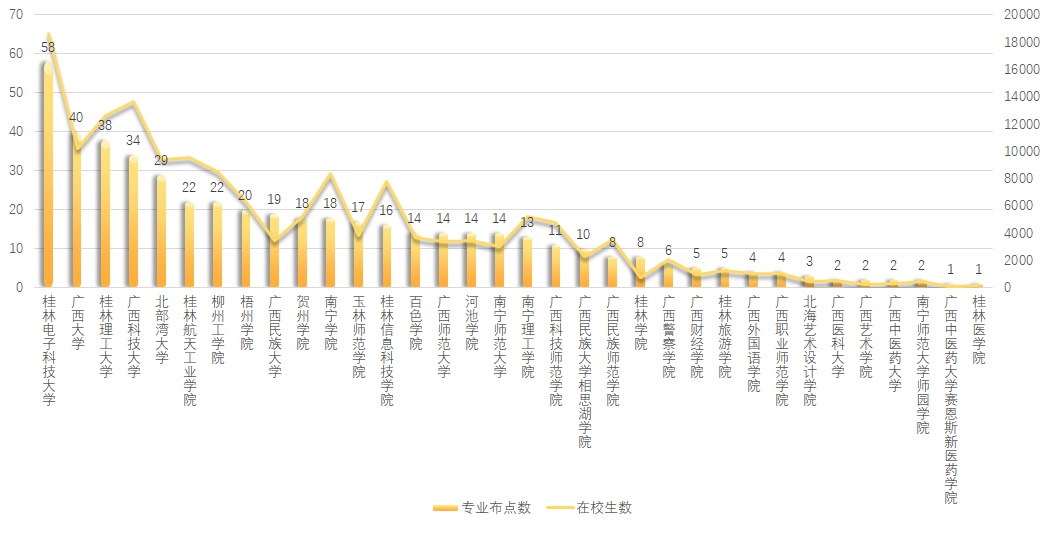 70
60
50
40
30
20
10
0
20000
18000
16000
14000
12000
10000
8000
6000
4000
2000
0
58
40
38
34
29
22
22
20
19
18
18
17
16
14
14
14
14
13
11
10
8
8
6
5
5
4
4
3
2
2
2
2
1
1
桂林电子科技大学
广西大学
桂林理工大学
广西科技大学
北部湾大学
桂林航天工业学院
柳州工学院
梧州学院
广西民族大学
贺州学院
南宁学院
玉林师范学院
桂林信息科技学院
百色学院
广西师范大学
河池学院
南宁师范大学
南宁理工学院
广西科技师范学院
广西民族大学相思湖学院
广西民族师范学院
桂林学院
广西警察学院
广西财经学院
桂林旅游学院
广西外国语学院
广西职业师范学院
北海艺术设计学院
广西医科大学
广西艺术学院
广西中医药大学
南宁师范大学师园学院
广西中医药大学赛恩斯新医药学院
桂林医学院
专业布点数
在校生数